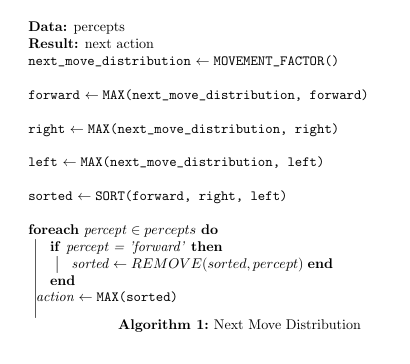 Data: percepts
Result: next action
next_move_distribution ← MOVEMENT_FACTOR()
forward ← MAX(next_move_distribution, forward)
right ← MAX(next_move_distribution, right)
left ← MAX(next_move_distribution, left)
sorted ← SORT(forward, right, left)
foreach percept ∈ percepts do
if percept = 'forward' then
sorted ← REMOVE(sorted, percept) end
end
action ← MAX(sorted)
Algorithm 1: Next Move Distribution